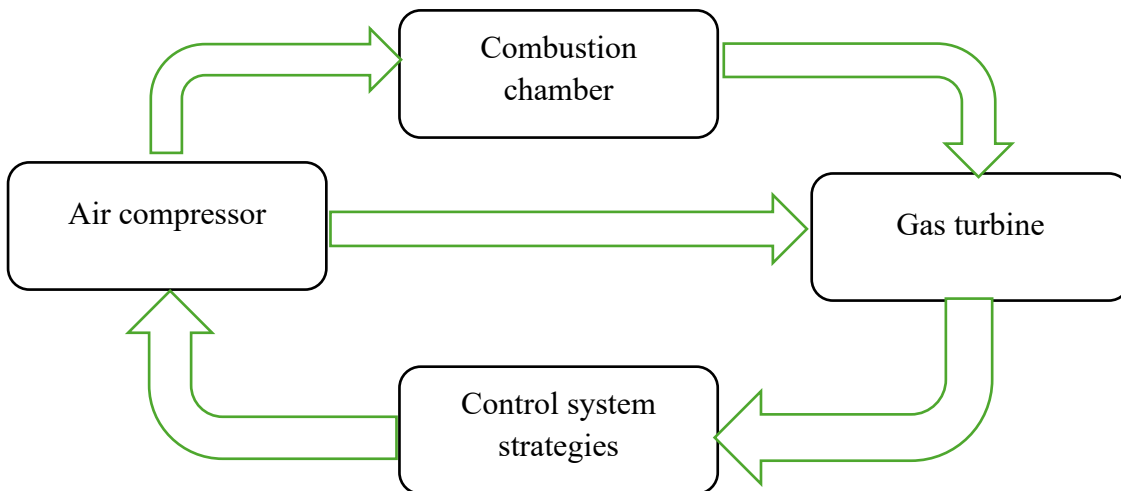 Combustion
chamber
Air compressor
Gas turbine
Control system
strategies